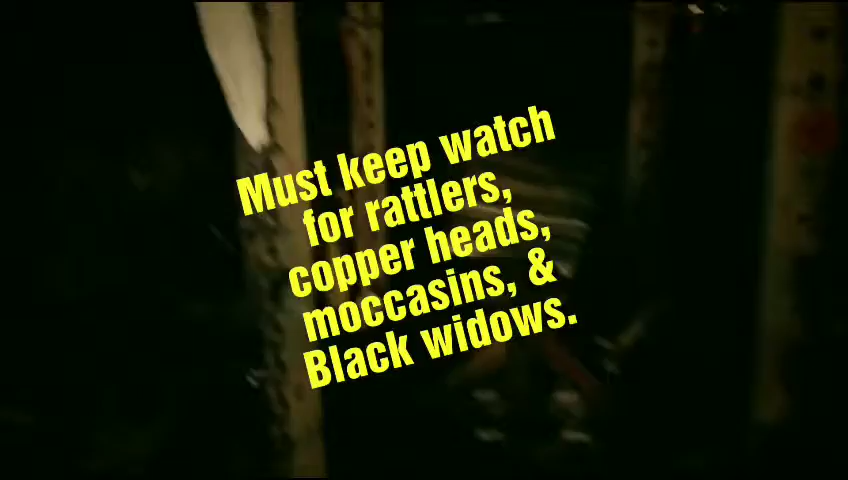 Must keep watch
for rattlers,
copper heads,
moccasins, &
Black widows.